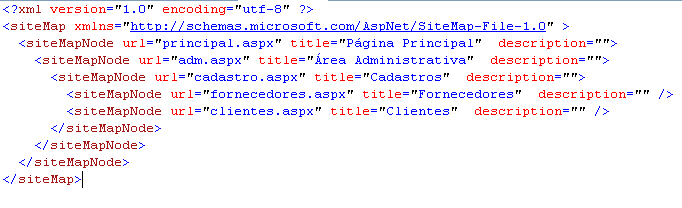 <?xml version="1.0" encoding="utf-8" ?>
<siteMap xmlns="http://schemas.microsoft.com/AspNet/SiteMap-File-1.0" >
<siteMapNode url="principal.aspx" title="Página Principal"  description="">
<siteMapNode url="adm.aspx" title="Área Administrativa"  description="">
<siteMapNode url="cadastro.aspx" title="Cadastros"  description="">
<siteMapNode url="fornecedores.aspx" title="Fornecedores"  description="" />
<siteMapNode url="clientes.aspx" title="Clientes"  description="" />
</siteMapNode>
</siteMapNode>
</siteMapNode>
</siteMap>